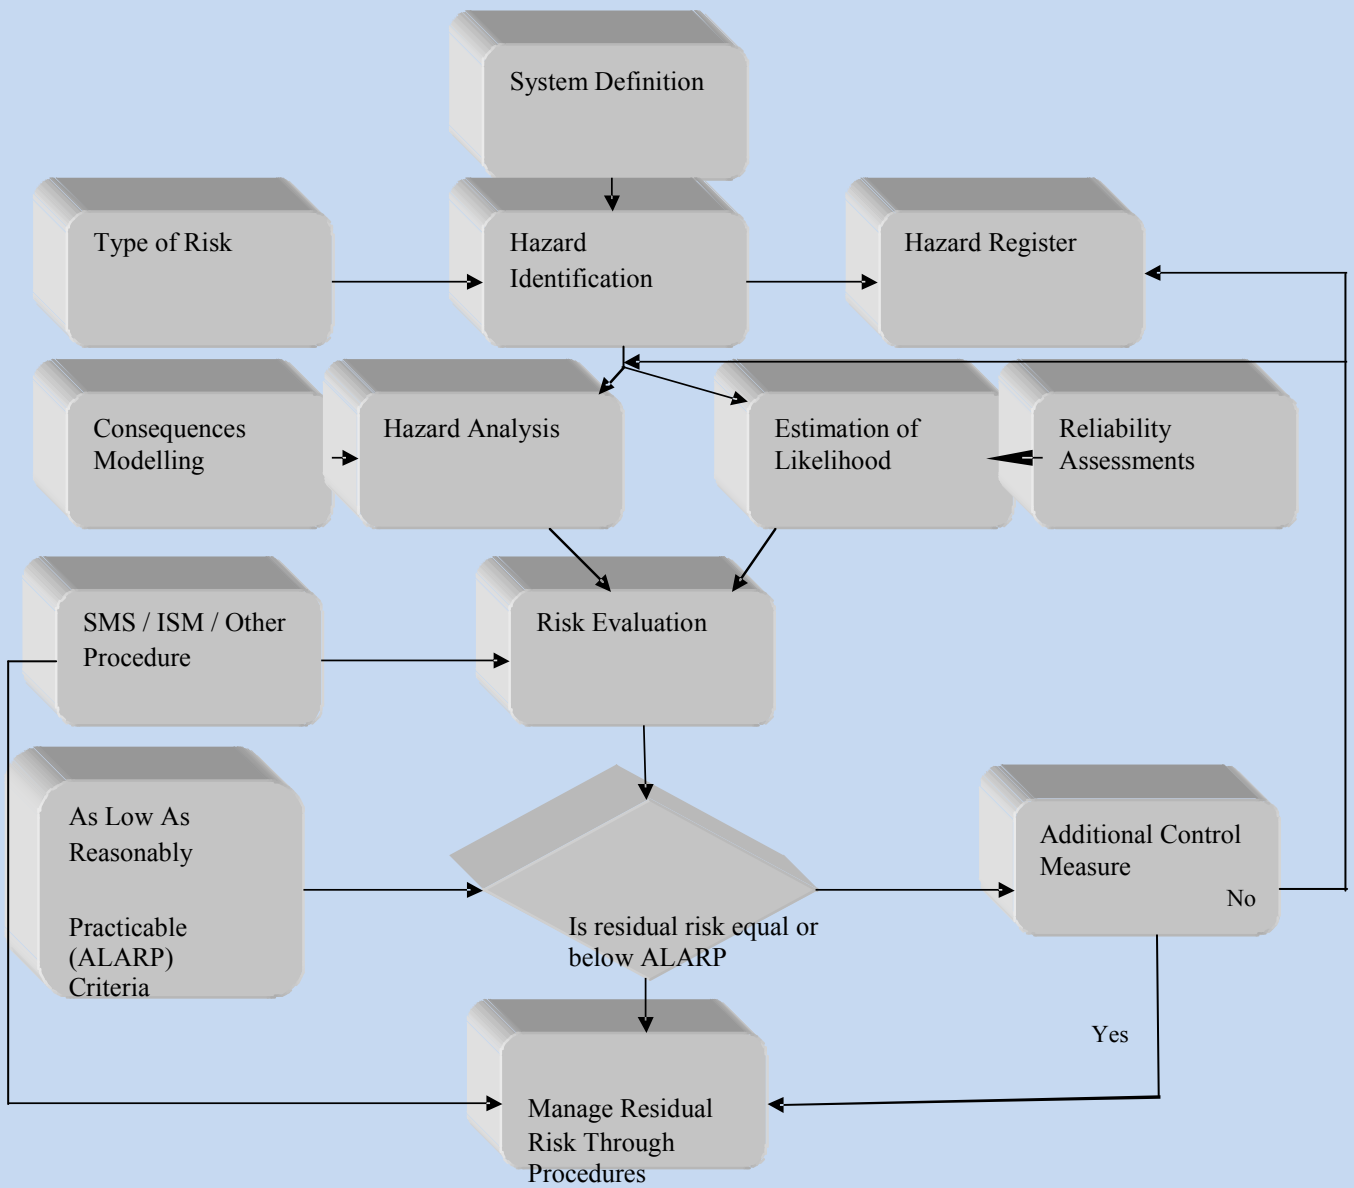 System Definition
Type of Risk
Hazard
Identification
Hazard Register
Consequences
Modelling
Hazard Analysis
Estimation of
Likelihood
Reliability
Assessments
SMS / ISM / Other
Procedure
Risk Evaluation
As Low As
Reasonably
Practicable
(ALARP)
Criteria
Is residual risk equal or
below ALARP
Additional Control
Measure
No
Yes
Manage Residual
Risk Through
Procedures